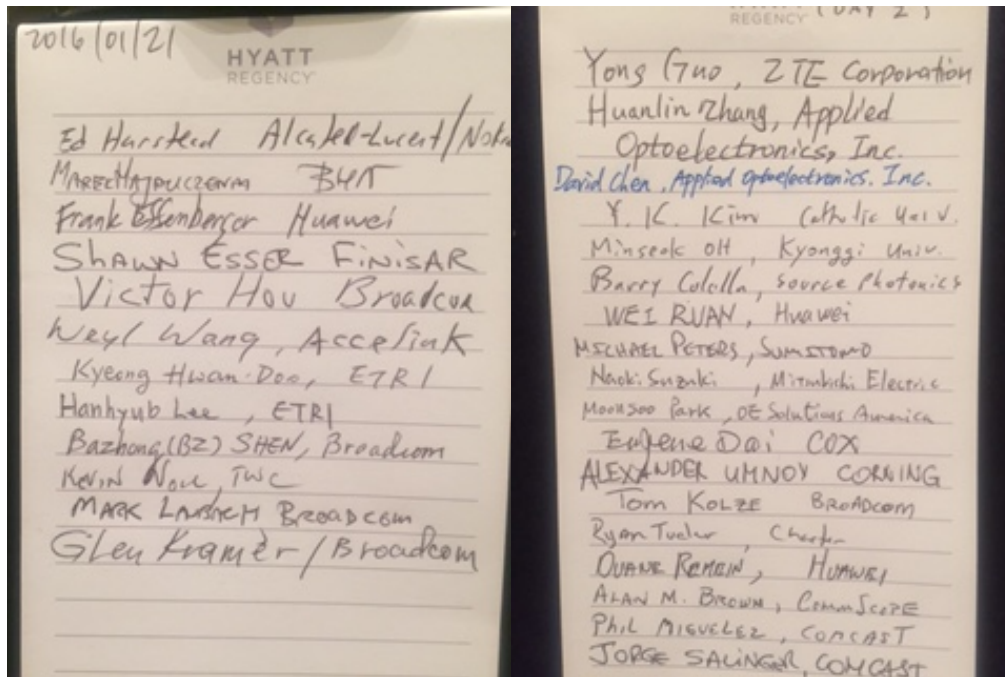 2016/01/21
HYATT
REGENCY
Ed Harstead Alcatel-Lucent/Nok
Frank Effenberger Huawei
SHAWN ESSER FINISAR
Victor Hou Broadcom
Weyl Wang, Accelink
Kyeong Hwan-Doo, ETRI
Hanhyub Lee, ETRI
Bazhong (BZ) SHEN, Broadcom
KEVIN Noll, TWC
MARK LAUBACH BROADCOM
Glen Kramer / Broadcom
REGENCY (DAY 2)
Yong Guo, ZTE Corporation
Huanlin Zhang, Applied
Optoelectronics, Inc.
David Chen, Applied Optoelectronics. Inc.
Y. K. Kim Catholic Univ.
Minseok OH, Kyonggi Univ.
Barry Colella, Source Photonics
WEI RUAN, Huawei
MICHAEL PETERS, SUMITOMO
Naoki Suzuki, Mitsubishi Electric
Moonsoo Park, OE Solutions America
Eugene Dai COX
ALEXANDER UMNOV CORNING
TOM KOLZE BROADCOM
Ryan Tucker, Charter
DUANE REMEIN, HUAWEI
ALAN M. BROWN, COMMSCOPE
PHIL MIGUELEZ, COMCAST
JORGE SALINGER, COMCAST